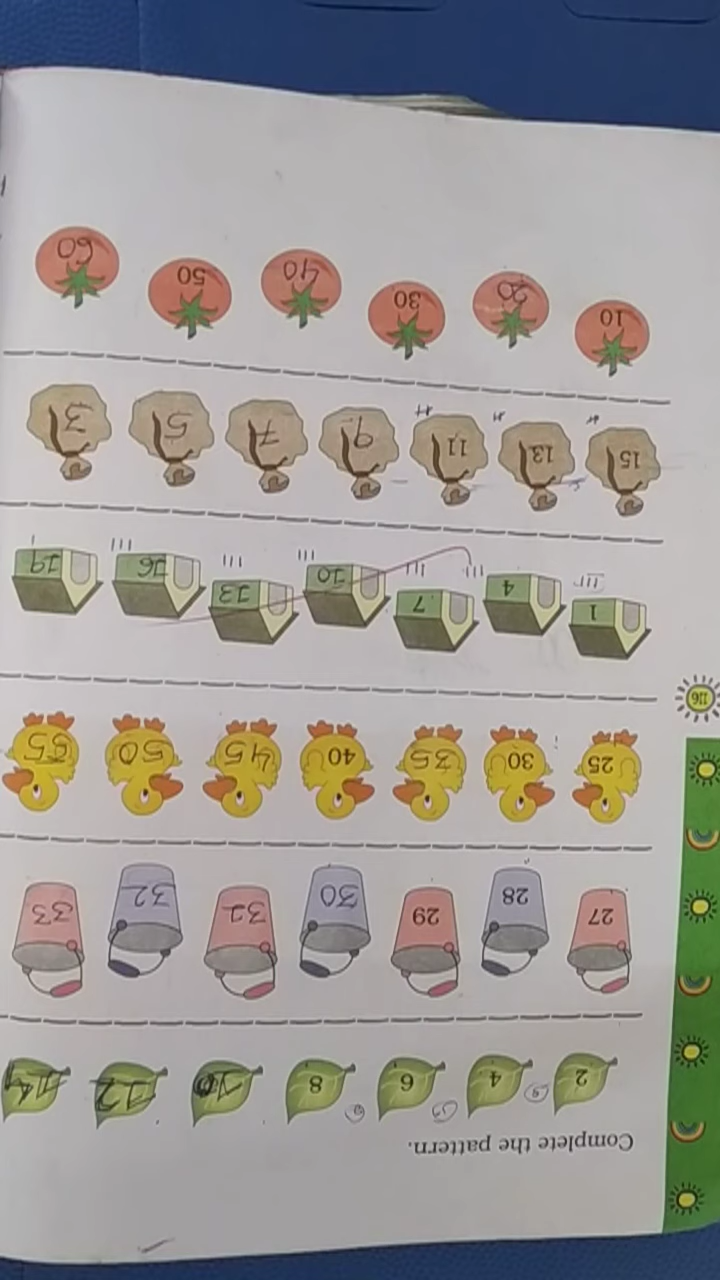 Complete the pattern.
2 4 6 8 10 12 14
27 28 29 30 31 32 33
25 30 35 40 45 50 55
116
1 4 7 10 13 16 19
15 13 11 9 7 5 3
10 20 30 40 50 60